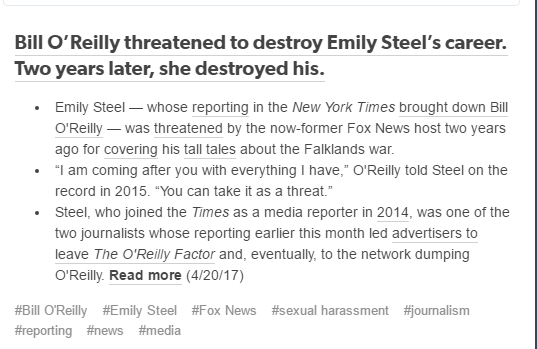 Bill O’Reilly threatened to destroy Emily Steel’s career.
Two years later, she destroyed his.
• Emily Steel — whose reporting in the New York Times brought down Bill
O'Reilly — was threatened by the now-former Fox News host two years
ago for covering his tall tales about the Falklands war.
• “I am coming after you with everything I have,” O'Reilly told Steel on the
record in 2015. “You can take it as a threat.”
• Steel, who joined the Times as a media reporter in 2014, was one of the
two journalists whose reporting earlier this month led advertisers to
leave The O'Reilly Factor and, eventually, to the network dumping
O'Reilly. Read more (4/20/17)
#Bill O'Reilly #Emily Steel #Fox News #sexual harassment #journalism
#reporting #news #media